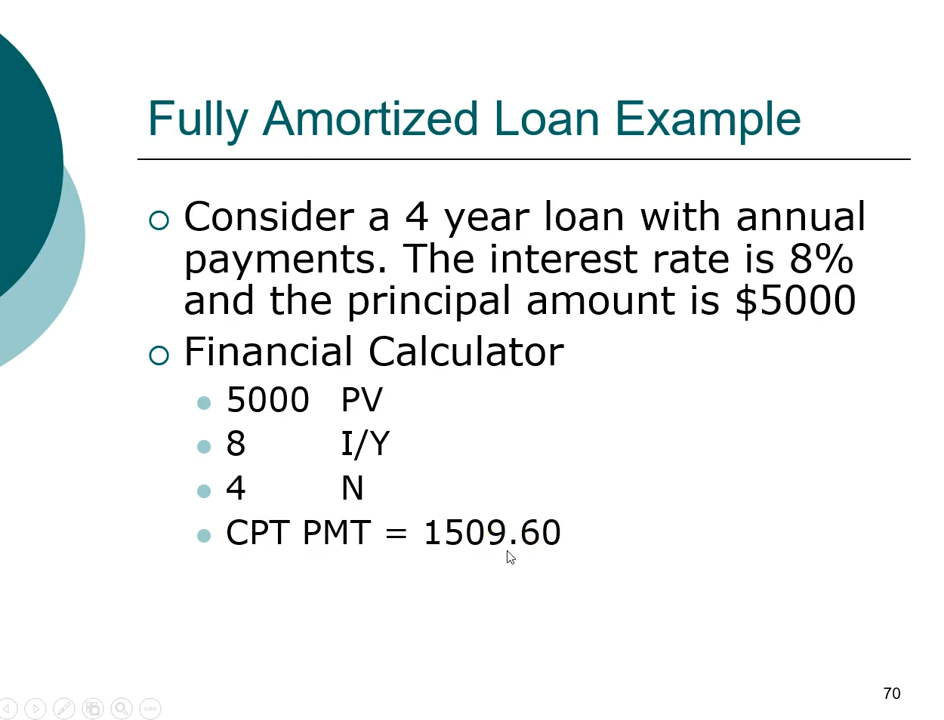 Fully Amortized Loan Example
Consider a 4 year loan with annual
payments. The interest rate is 8%
and the principal amount is $5000
Financial Calculator
5000 PV
8 I/Y
4 N
CPT PMT = 1509.60
70